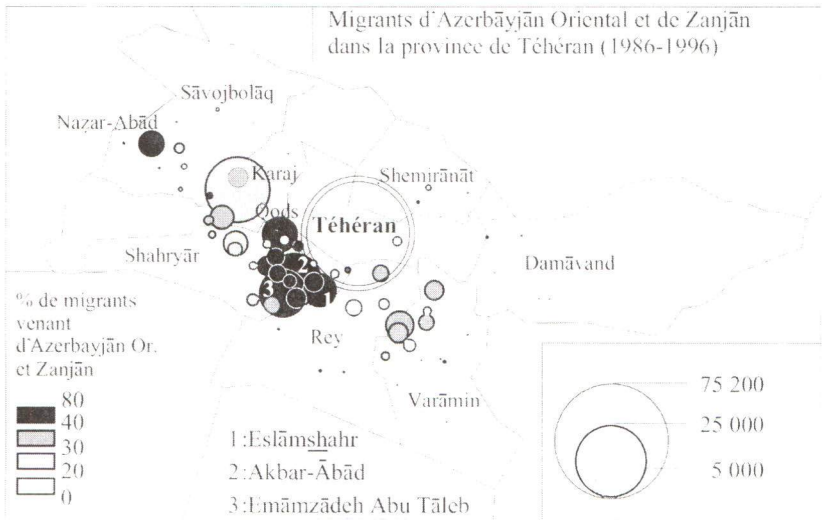 Migrants d'Azerbāyjān Oriental et de Zanjān
dans la province de Téhéran (1986-1996)
Sāvojbolāq
Nazar-Abād
Karaj
Shemirānāt
Qods
Téhéran
Shahryār
Damāvand
2
3
1
Rey
Varāmin
% de migrants
venant
d'Azerbayjān Or.
et Zanjān
80
40
30
20
0
1:Eslāmshahr
2:Akbar-Ābād
3:Emāmzādeh Abu Tāleb
75 200
25 000
5 000